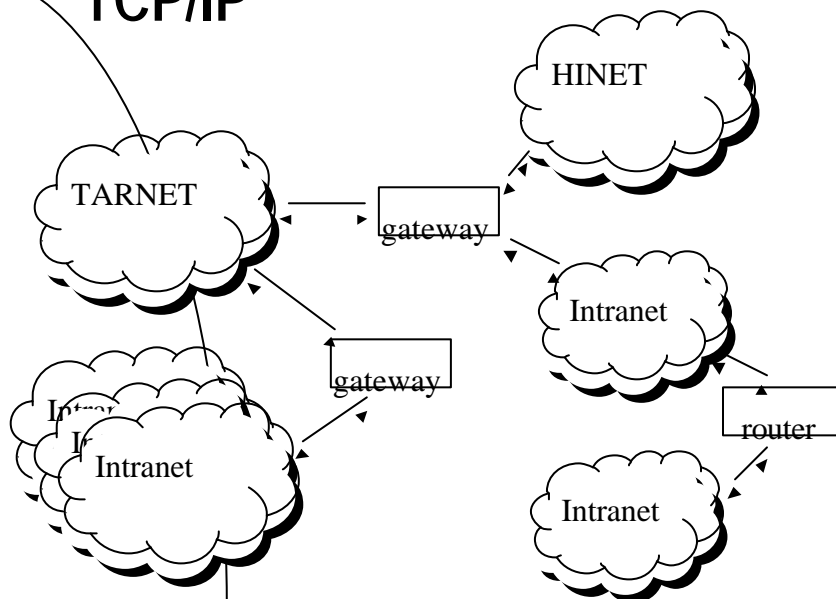 TCP/IP
HINET
TARNET
gateway
Intranet
gateway
router
Intranet
Intranet